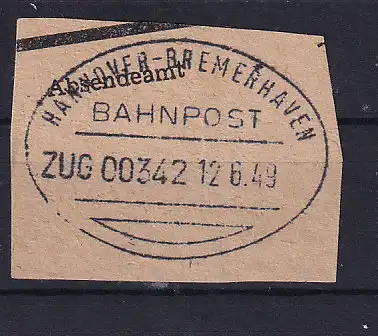 Absendeamt
HANNOVER-BREMERHAVEN
BAHNPOST
ZUG 00342 12 6.49